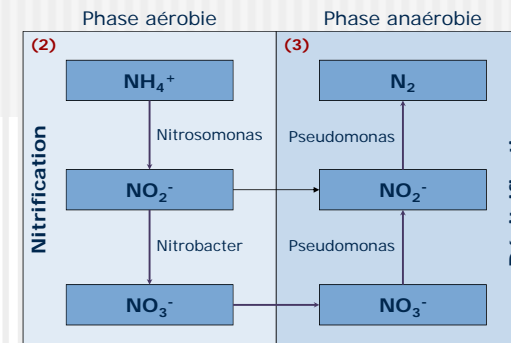 Phase aérobie
Phase anaérobie
(2)
(3)
NH₄⁺
N₂
Nitrosomonas
Pseudomonas
Nitrification
NO₂⁻
NO₂⁻
Nitrobacter
Pseudomonas
NO₃⁻
NO₃⁻